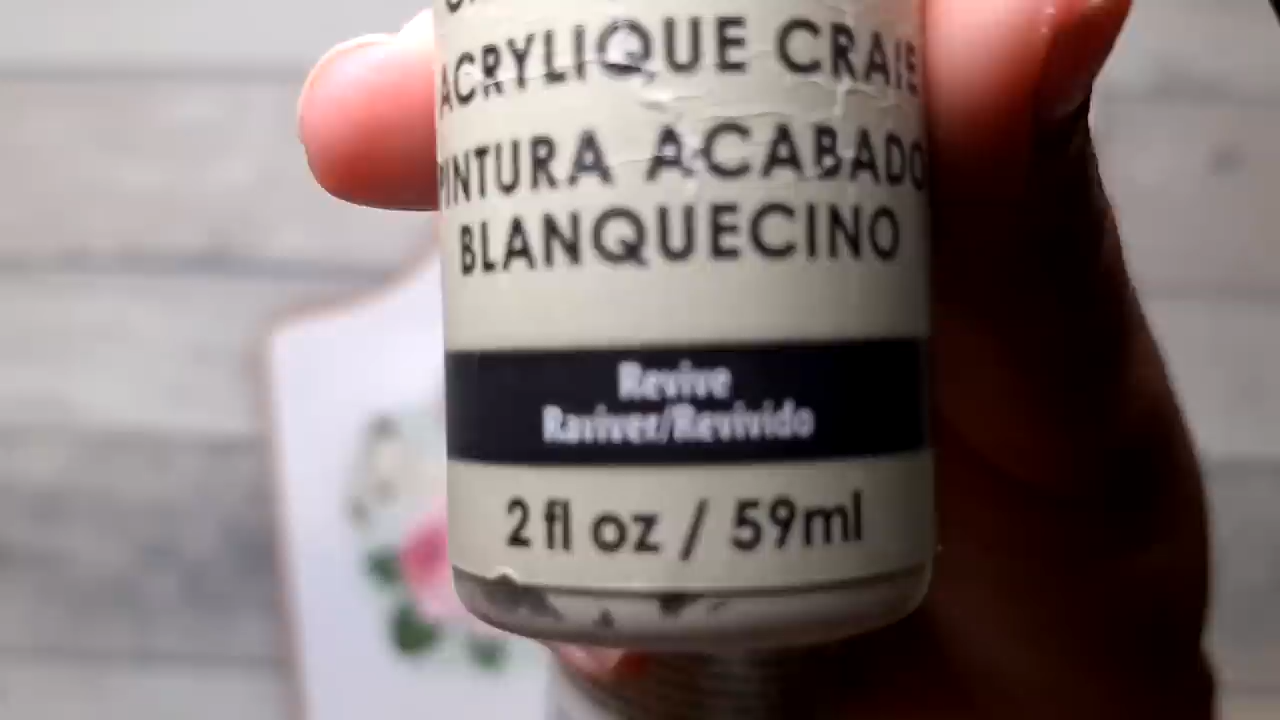 ACRYLIQUE CRAIE
PINTURA ACABADO
BLANQUECINO
Revive
Raviver/Revivido
2 fl oz / 59ml